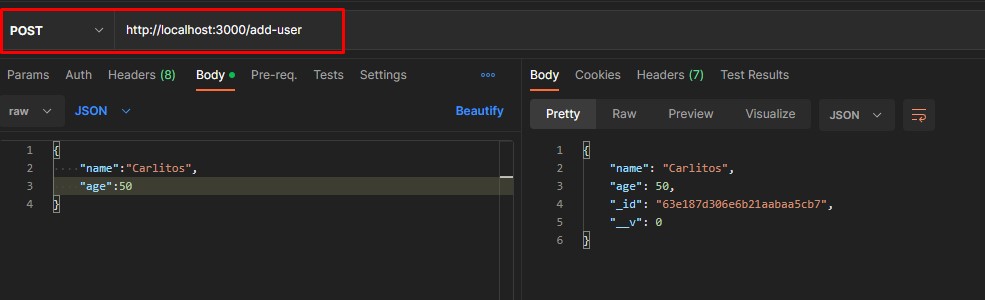 POST http://localhost:3000/add-user
Params Auth Headers (8) Body Pre-req. Tests Settings
raw JSON Beautify
1 {
2 "name":"Carlitos",
3 "age":50
4 }
Body Cookies Headers (7) Test Results
Pretty Raw Preview Visualize JSON
1 {
2 "name": "Carlitos",
3 "age": 50,
4 "_id": "63e187d306e6b21aabaa5cb7",
5 "__v": 0
6 }